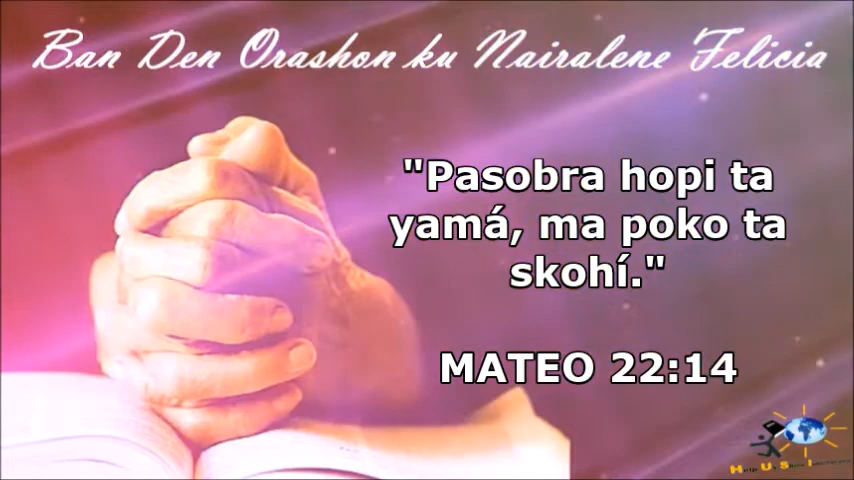 Ban Den Orashon ku Nairalene Felicia
"Pasobra hopi ta
yamá, ma poko ta
skohí."
MATEO 22:14